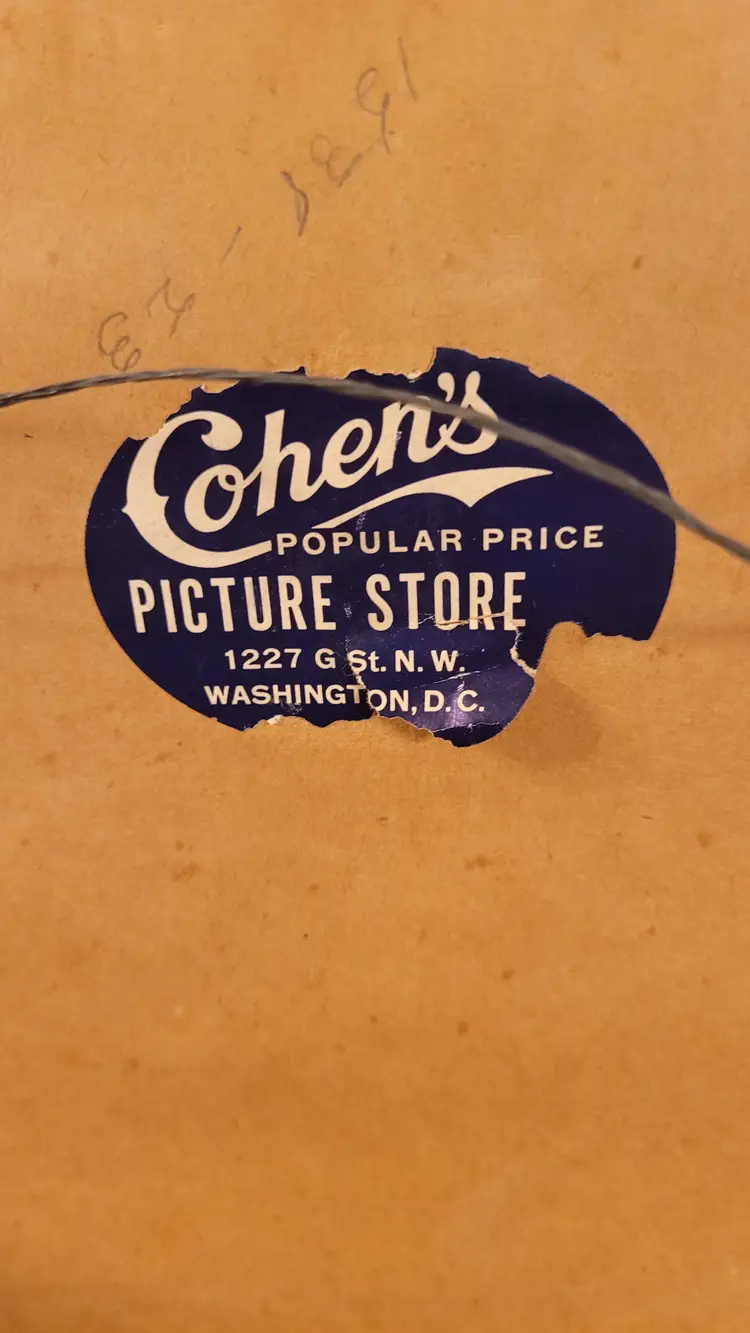 Cohen's
POPULAR PRICE
PICTURE STORE
1227 G St. N. W.
WASHINGTON, D. C.